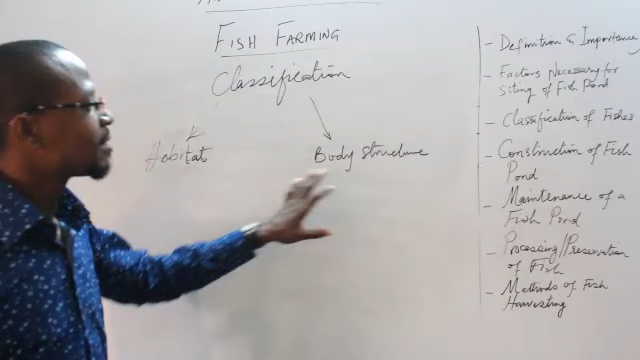 FISH FARMING
Classification
Habitat
Body Structure
- Definition & Importance
- Factors Necessary for
Siting of Fish Pond
- Classification of Fishes
- Construction of Fish
Pond
- Maintenance of a
Fish Pond
- Processing/Preservation
of Fish
- Methods of Fish
Harvesting